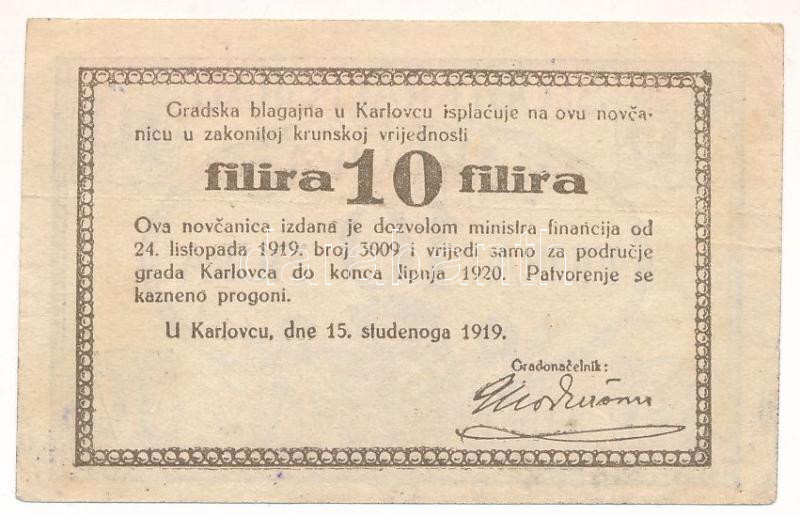 Gradska blagajna u Karlovcu isplaćuje na ovu novča-
nicu u zakonitoj krunskoj vrijednosti
filira 10 filira
Ova novčanica izdana je dozvolom ministra financija od
24. listopada 1919. broj 3009 i vrijedi samo za područje
grada Karlovca do konca lipnja 1920. Patvorenje se
kazneno progoni.
U Karlovcu, dne 15. studenoga 1919.
Gradonačelnik:
darabanth